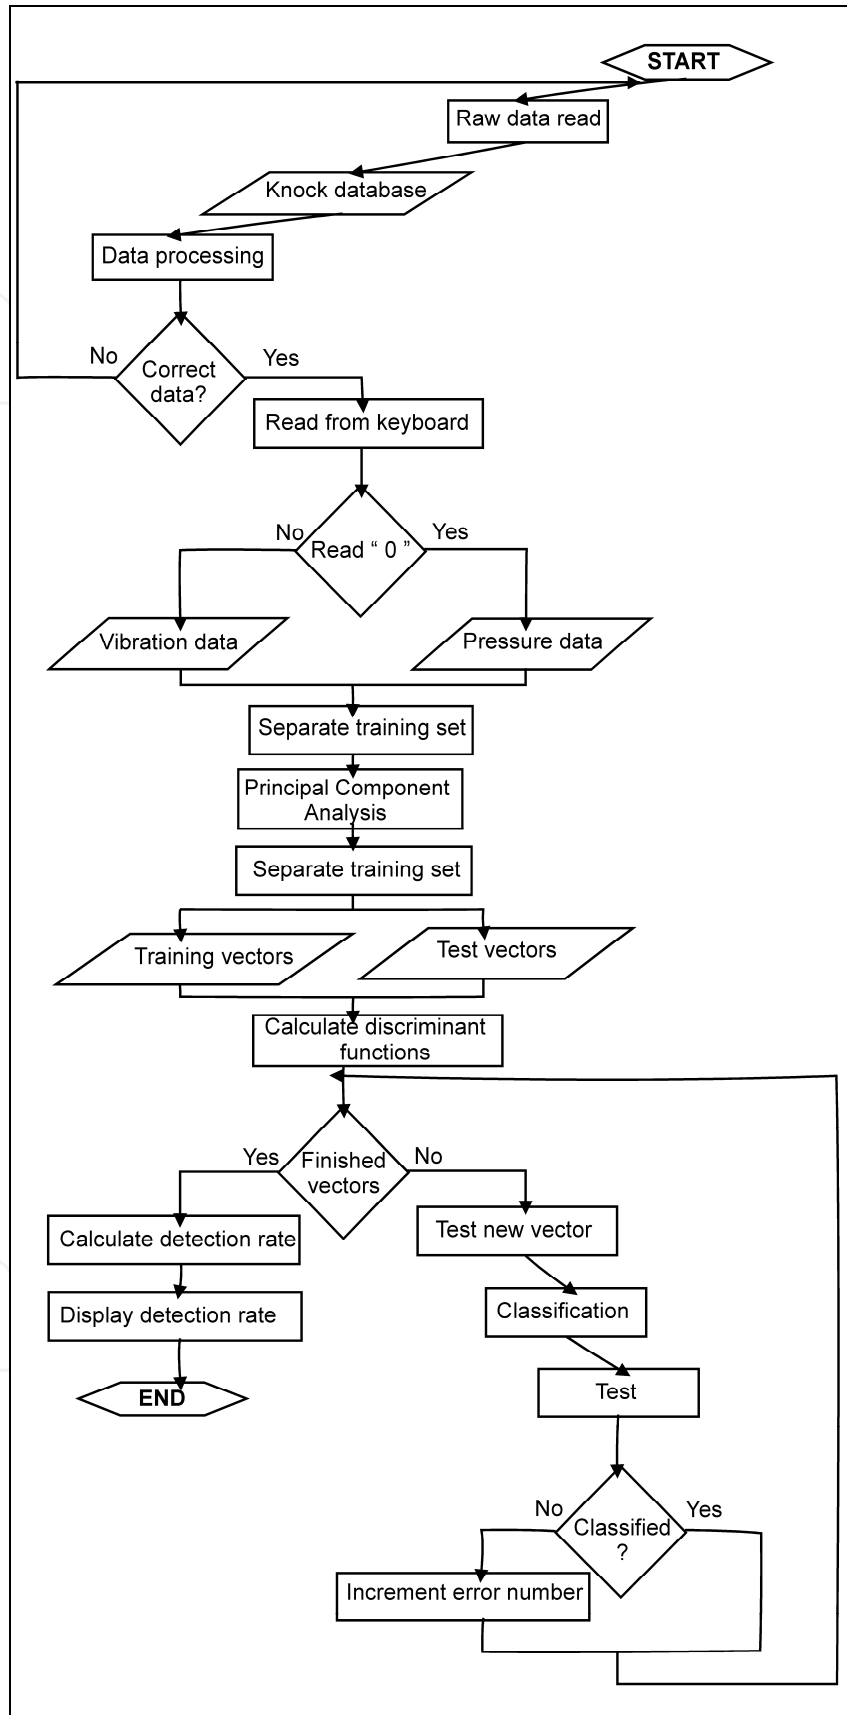 START
Raw data read
Knock database
Data processing
No
Yes
Correct
data?
Read from keyboard
No
Yes
Read “ 0 ”
Vibration data
Pressure data
Separate training set
Principal Component
Analysis
Separate training set
Training vectors
Test vectors
Calculate discriminant
functions
Yes
No
Finished
vectors
Calculate detection rate
Test new vector
Display detection rate
Classification
END
Test
No
Yes
Classified
?
Increment error number